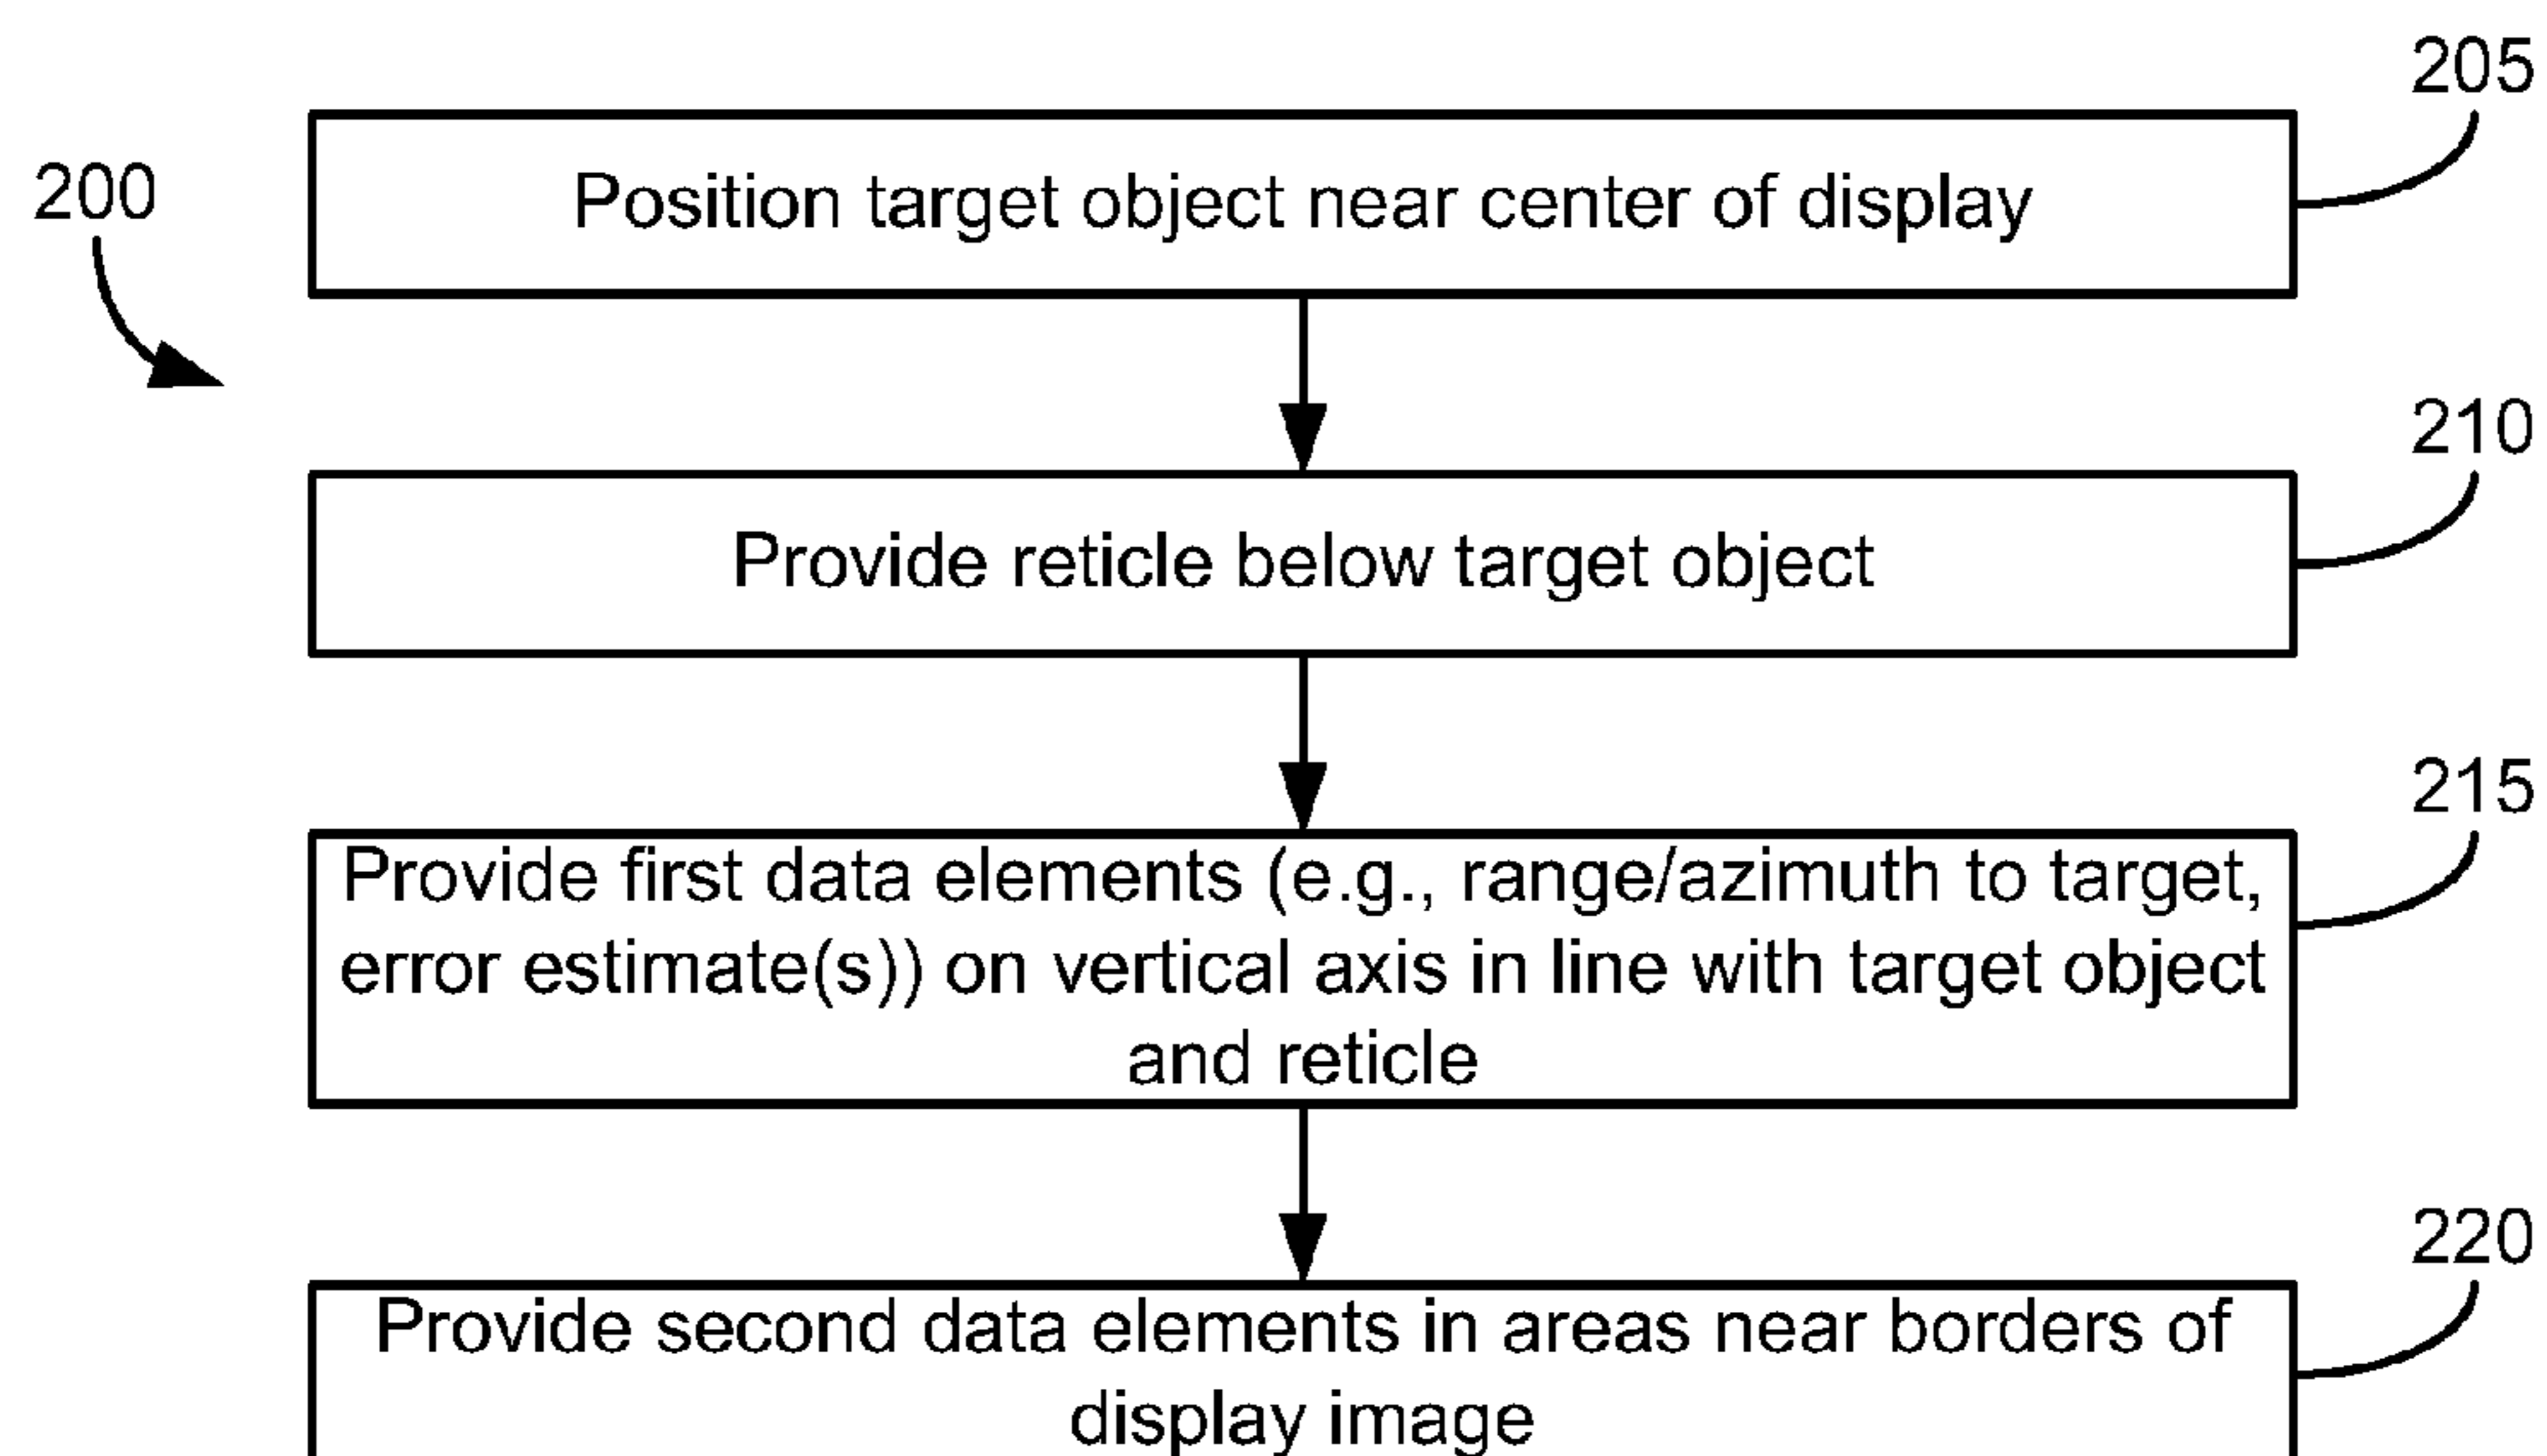 205
200
Position target object near center of display
210
Provide reticle below target object
215
Provide first data elements (e.g., range/azimuth to target,
error estimate(s)) on vertical axis in line with target object
and reticle
220
Provide second data elements in areas near borders of
display image